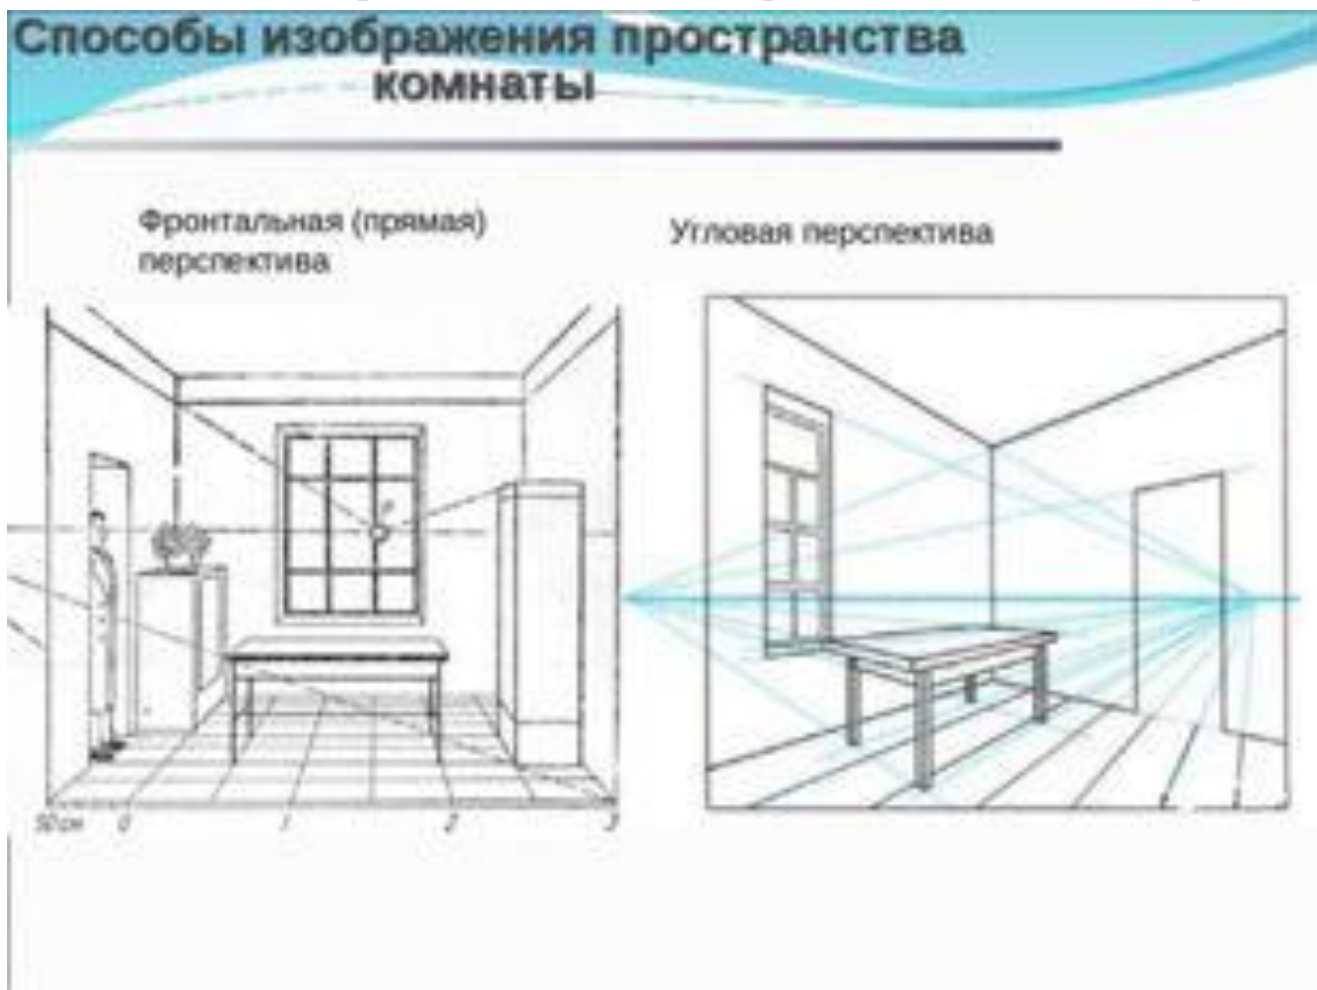 Способы изображения пространства
комнаты
Фронтальная (прямая)
перспектива
Угловая перспектива
P
50 см 0 1 2 3